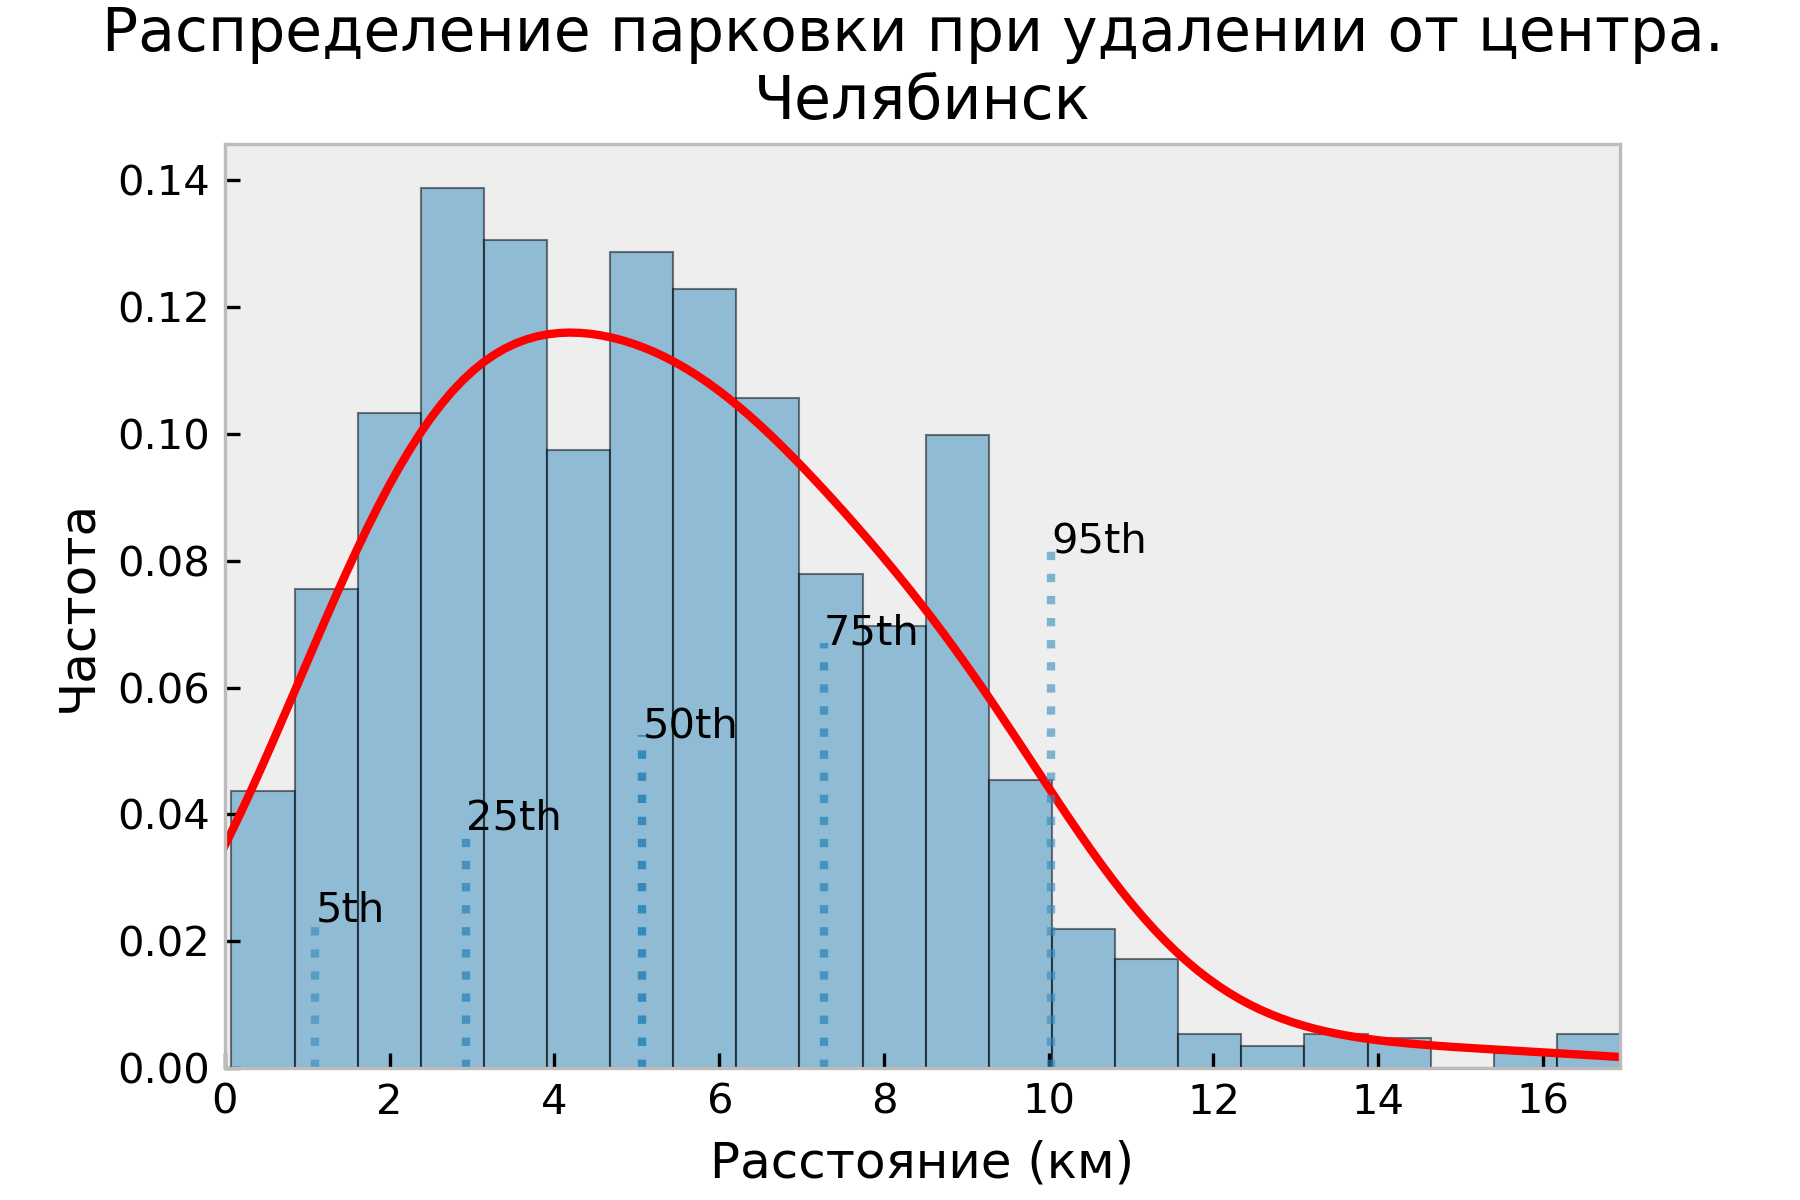 Распределение парковки при удалении от центра.
Челябинск
Частота
0.14
0.12
0.10
0.08
0.06
0.04
0.02
0.00
95th
75th
50th
25th
5th
0 2 4 6 8 10 12 14 16
Расстояние (км)